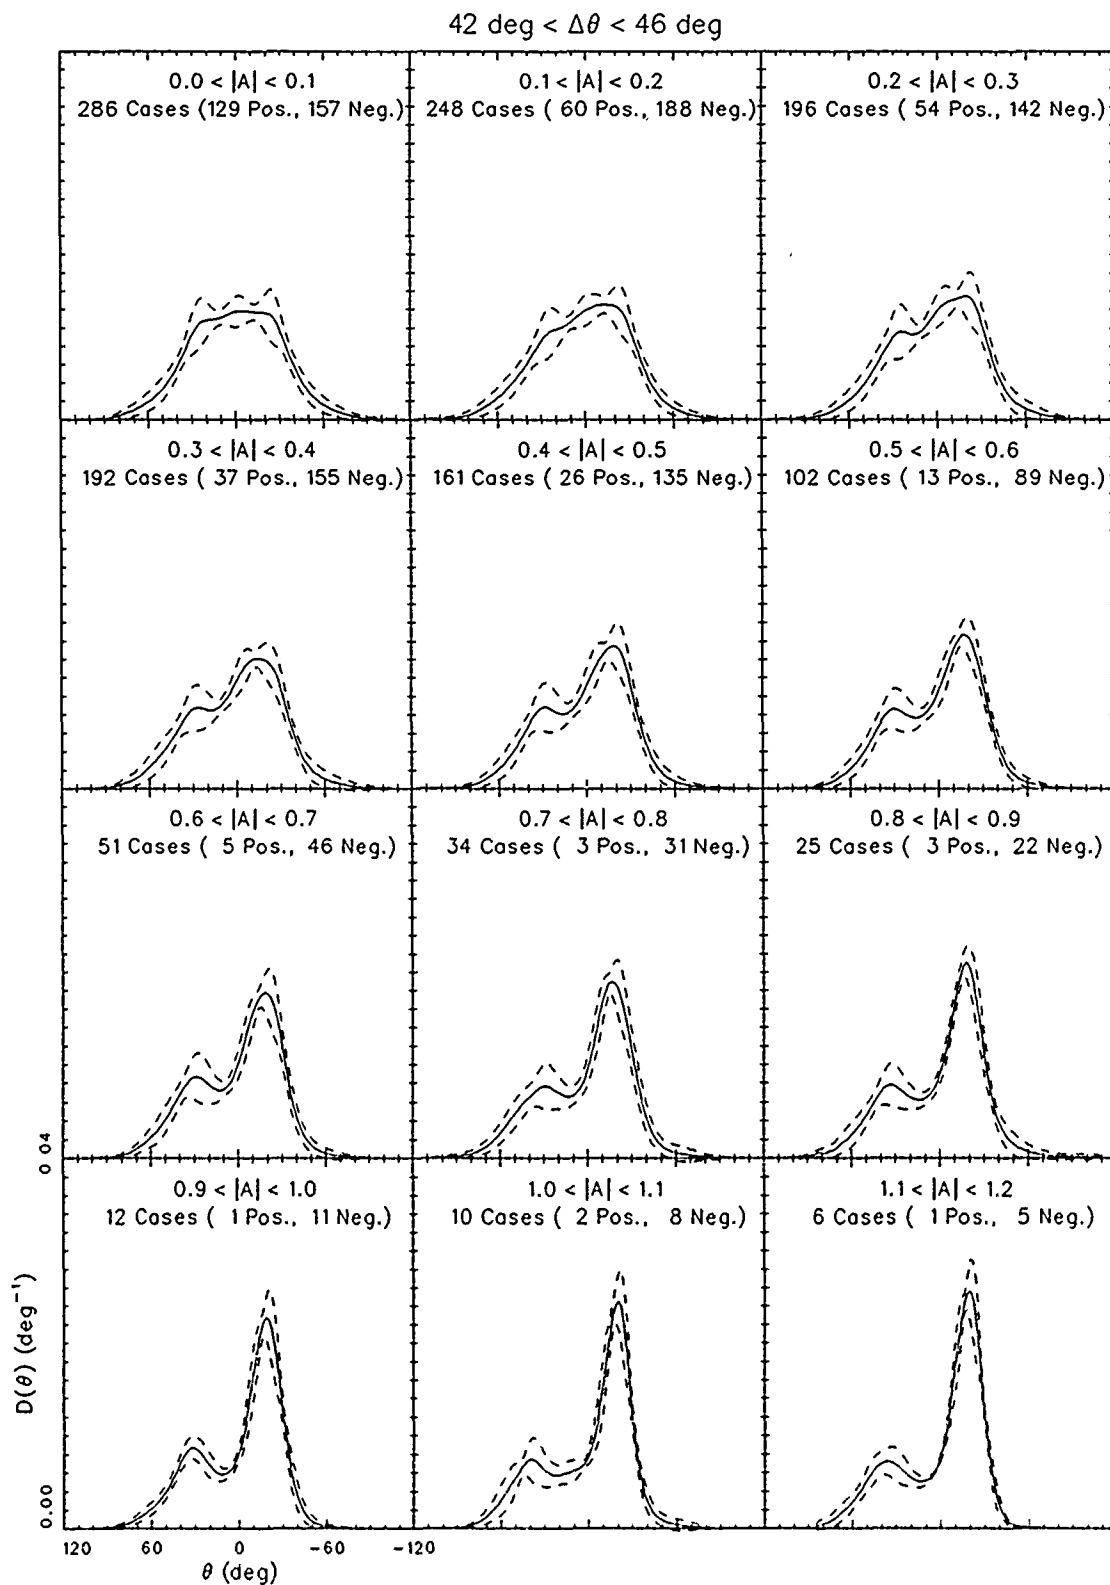 42 deg < Δθ < 46 deg
0.0 < |A| < 0.1
286 Cases (129 Pos., 157 Neg.)
0.1 < |A| < 0.2
248 Cases ( 60 Pos., 188 Neg.)
0.2 < |A| < 0.3
196 Cases ( 54 Pos., 142 Neg.)
0.3 < |A| < 0.4
192 Cases ( 37 Pos., 155 Neg.)
0.4 < |A| < 0.5
161 Cases ( 26 Pos., 135 Neg.)
0.5 < |A| < 0.6
102 Cases ( 13 Pos., 89 Neg.)
0.6 < |A| < 0.7
51 Cases ( 5 Pos., 46 Neg.)
0.7 < |A| < 0.8
34 Cases ( 3 Pos., 31 Neg.)
0.8 < |A| < 0.9
25 Cases ( 3 Pos., 22 Neg.)
0.9 < |A| < 1.0
12 Cases ( 1 Pos., 11 Neg.)
1.0 < |A| < 1.1
10 Cases ( 2 Pos., 8 Neg.)
1.1 < |A| < 1.2
6 Cases ( 1 Pos., 5 Neg.)
0 04
D(θ) (deg⁻¹)
0.00
120 60 0 -60 -120
θ (deg)